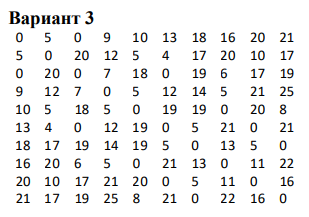 Вариант 3
0 5 0 9 10 13 18 16 20 21
5 0 20 12 5 4 17 20 10 17
0 20 0 7 18 0 19 6 17 19
9 12 7 0 5 12 14 5 21 25
10 5 18 5 0 19 19 0 20 8
13 4 0 12 19 0 5 21 0 21
18 17 19 14 19 5 0 13 5 0
16 20 6 5 0 21 13 0 11 22
20 10 17 21 20 0 5 11 0 16
21 17 19 25 8 21 0 22 16 0